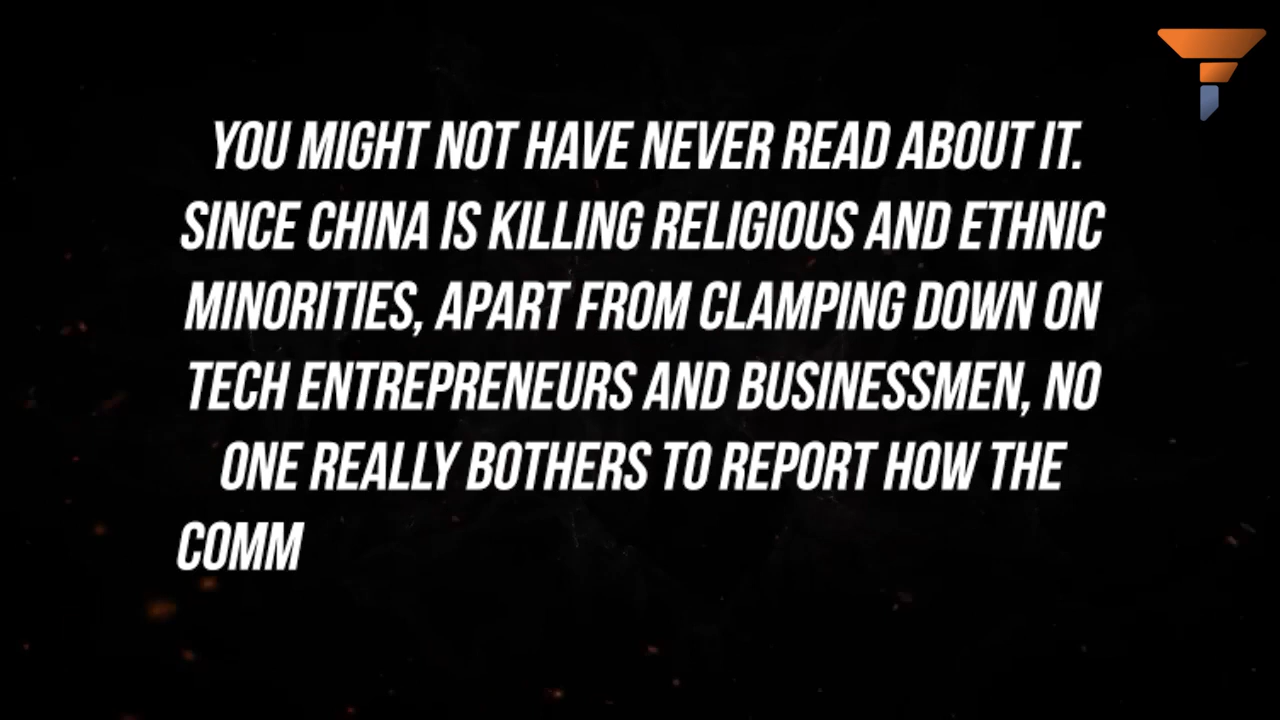 YOU MIGHT NOT HAVE NEVER READ ABOUT IT.
SINCE CHINA IS KILLING RELIGIOUS AND ETHNIC
MINORITIES, APART FROM CLAMPING DOWN ON
TECH ENTREPRENEURS AND BUSINESSMEN, NO
ONE REALLY BOTHERS TO REPORT HOW THE
COMM